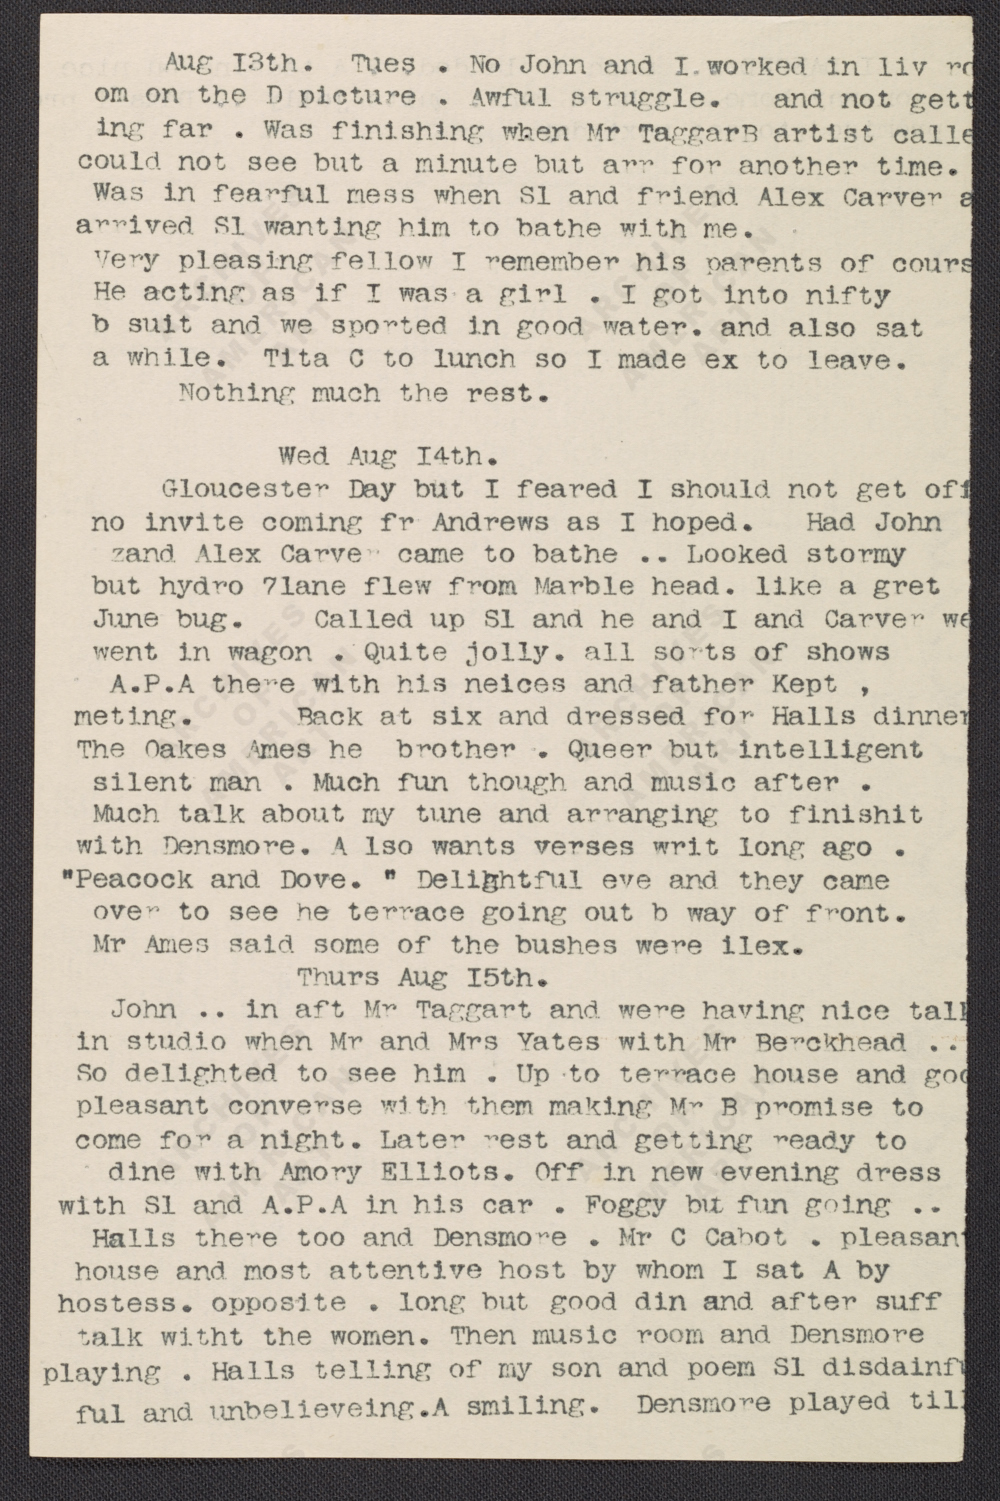 Aug I3th.  Tues . No John and I.worked in liv ro
om on the D picture . Awful struggle.   and not gett
ing far . Was finishing when Mr TaggarB artist calle
could not see but a minute but arr for another time.
Was in fearful mess when Sl and friend Alex Carver a
arrived Sl wanting him to bathe with me.
Very pleasing fellow I remember his parents of cours
He acting as if I was a girl . I got into nifty
b suit and we sported in good water. and also sat
a while.  Tita C to lunch so I made ex to leave.
Nothing much the rest.
Wed Aug I4th.
Gloucester Day but I feared I should not get off
no invite coming fr Andrews as I hoped.   Had John
zand Alex Carver came to bathe .. Looked stormy
but hydro 7lane flew from Marble head. like a gret
June bug.    Called up Sl and he and I and Carver we
went in wagon . Quite jolly. all sorts of shows
A.P.A there with his neices and father Kept ,
meting.      Back at six and dressed for Halls dinner
The Oakes Ames he  brother . Queer but intelligent
silent man . Much fun though and music after .
Much talk about my tune and arranging to finishit
with Densmore. A lso wants verses writ long ago .
"Peacock and Dove. " Delightful eve and they came
over to see he terrace going out b way of front.
Mr Ames said some of the bushes were ilex.
Thurs Aug I5th.
John .. in aft Mr Taggart and were having nice talk
in studio when Mr and Mrs Yates with Mr Berckhead ..
So delighted to see him . Up to terrace house and goo
pleasant converse with them making Mr B promise to
come for a night. Later rest and getting ready to
dine with Amory Elliots. Off in new evening dress
with Sl and A.P.A in his car . Foggy but fun going ..
Halls there too and Densmore . Mr C Cabot . pleasant
house and most attentive host by whom I sat A by
hostess. opposite . long but good din and after suff
talk witht the women. Then music room and Densmore
playing . Halls telling of my son and poem Sl disdainfu
ful and unbelieveing.A smiling.  Densmore played till